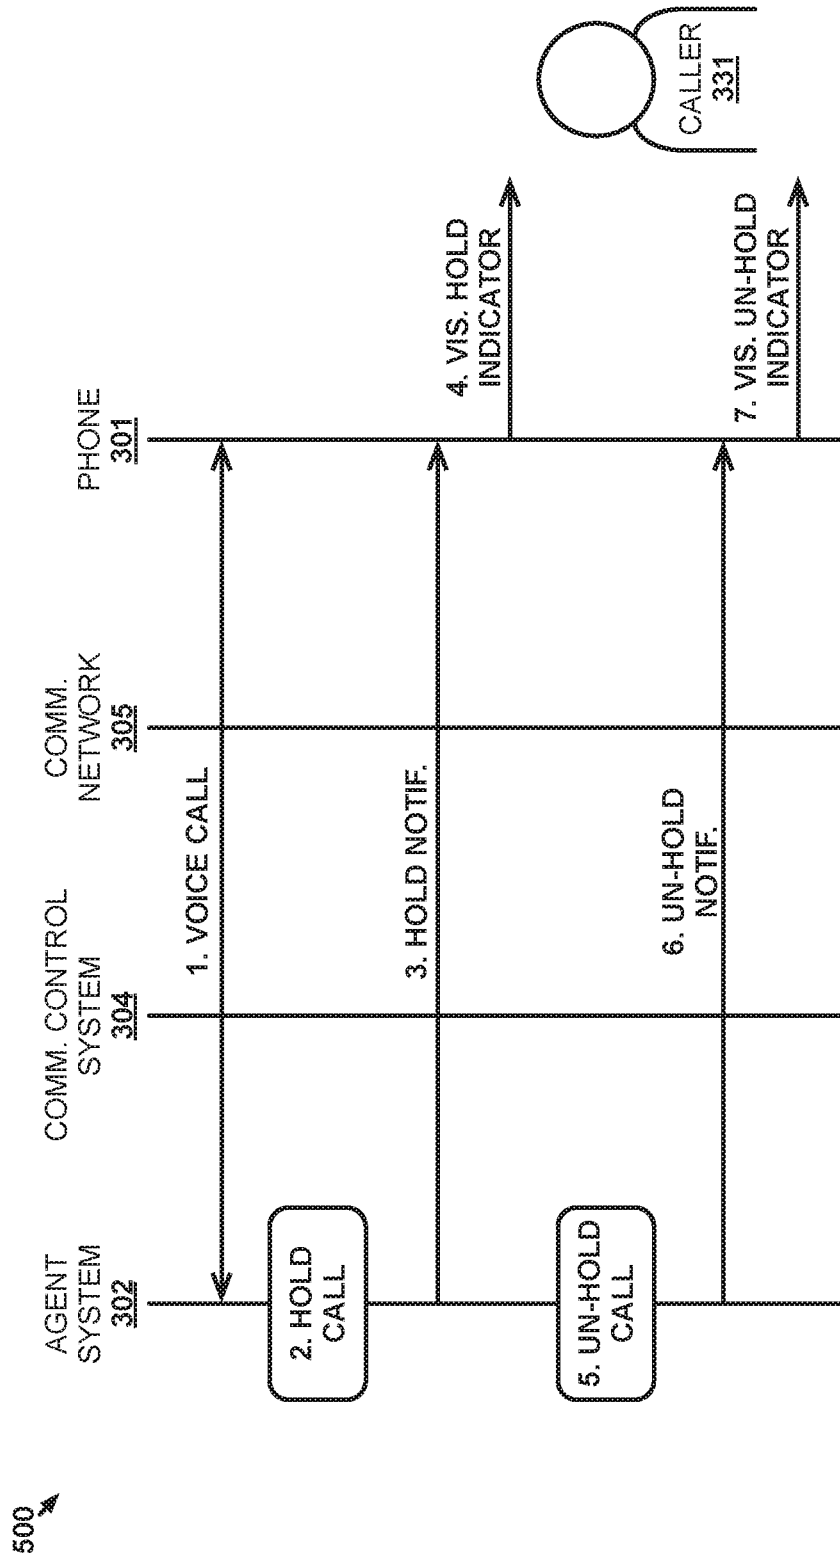 500
AGENT
SYSTEM
302
COMM. CONTROL
SYSTEM
304
COMM.
NETWORK
305
PHONE
301
1. VOICE CALL
2. HOLD
CALL
3. HOLD NOTIF.
4. VIS. HOLD
INDICATOR
CALLER
331
5. UN-HOLD
CALL
6. UN-HOLD
NOTIF.
7. VIS. UN-HOLD
INDICATOR